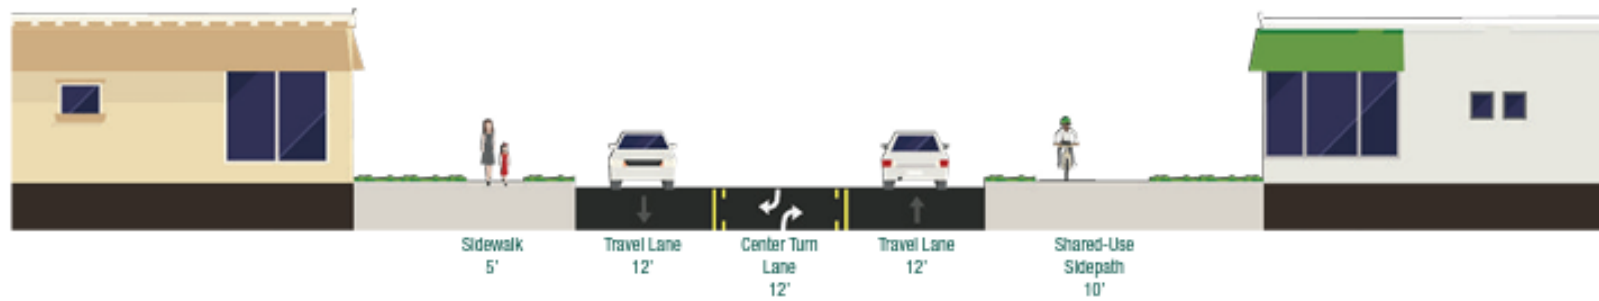 Sidewalk
5'
Travel Lane
12'
Center Turn
Lane
12'
Travel Lane
12'
Shared-Use
Sidepath
10'